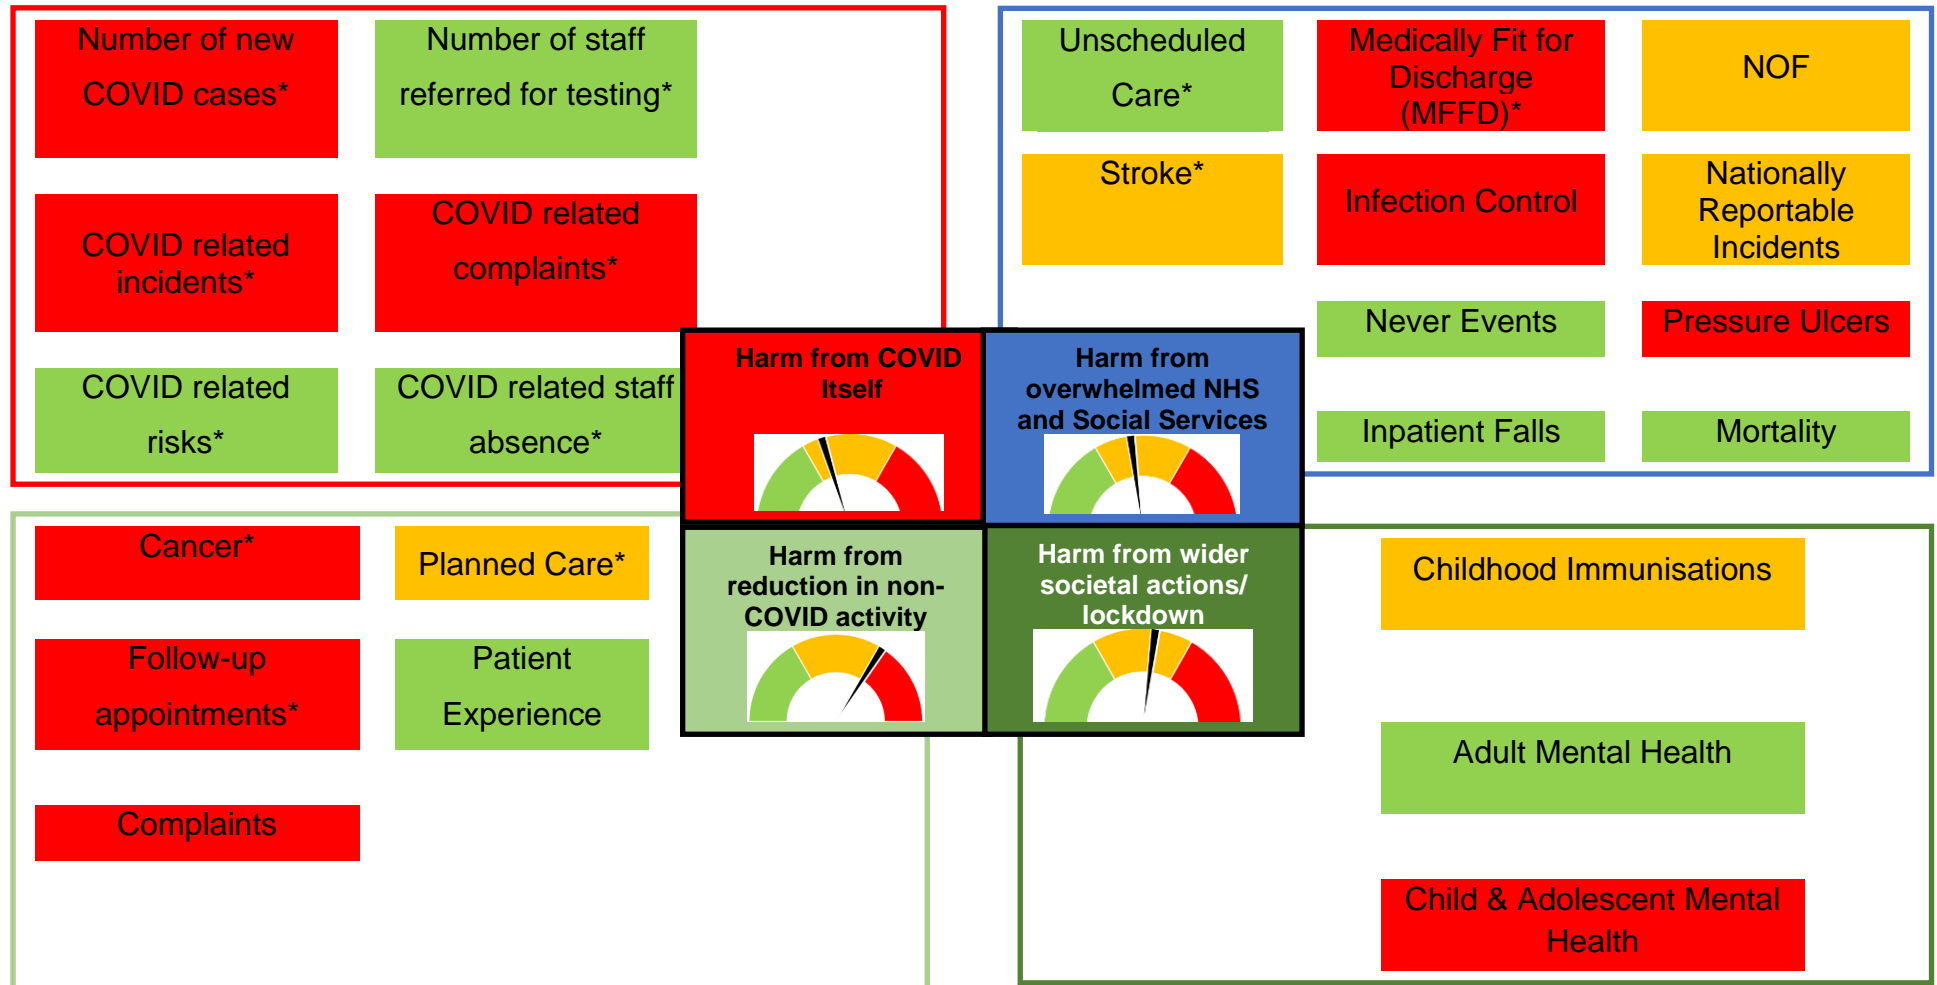 Number of new
COVID cases*
Number of staff
referred for testing*
COVID related
incidents*
COVID related
complaints*
COVID related
risks*
COVID related staff
absence*
Unscheduled
Care*
Medically Fit for
Discharge
(MFFD)*
NOF
Stroke*
Infection Control
Nationally
Reportable
Incidents
Never Events
Pressure Ulcers
Inpatient Falls
Mortality
Harm from COVID
Itself
Harm from
overwhelmed NHS
and Social Services
Harm from
reduction in non-
COVID activity
Harm from wider
societal actions/
lockdown
Cancer*
Planned Care*
Follow-up
appointments*
Patient
Experience
Complaints
Childhood Immunisations
Adult Mental Health
Child & Adolescent Mental
Health